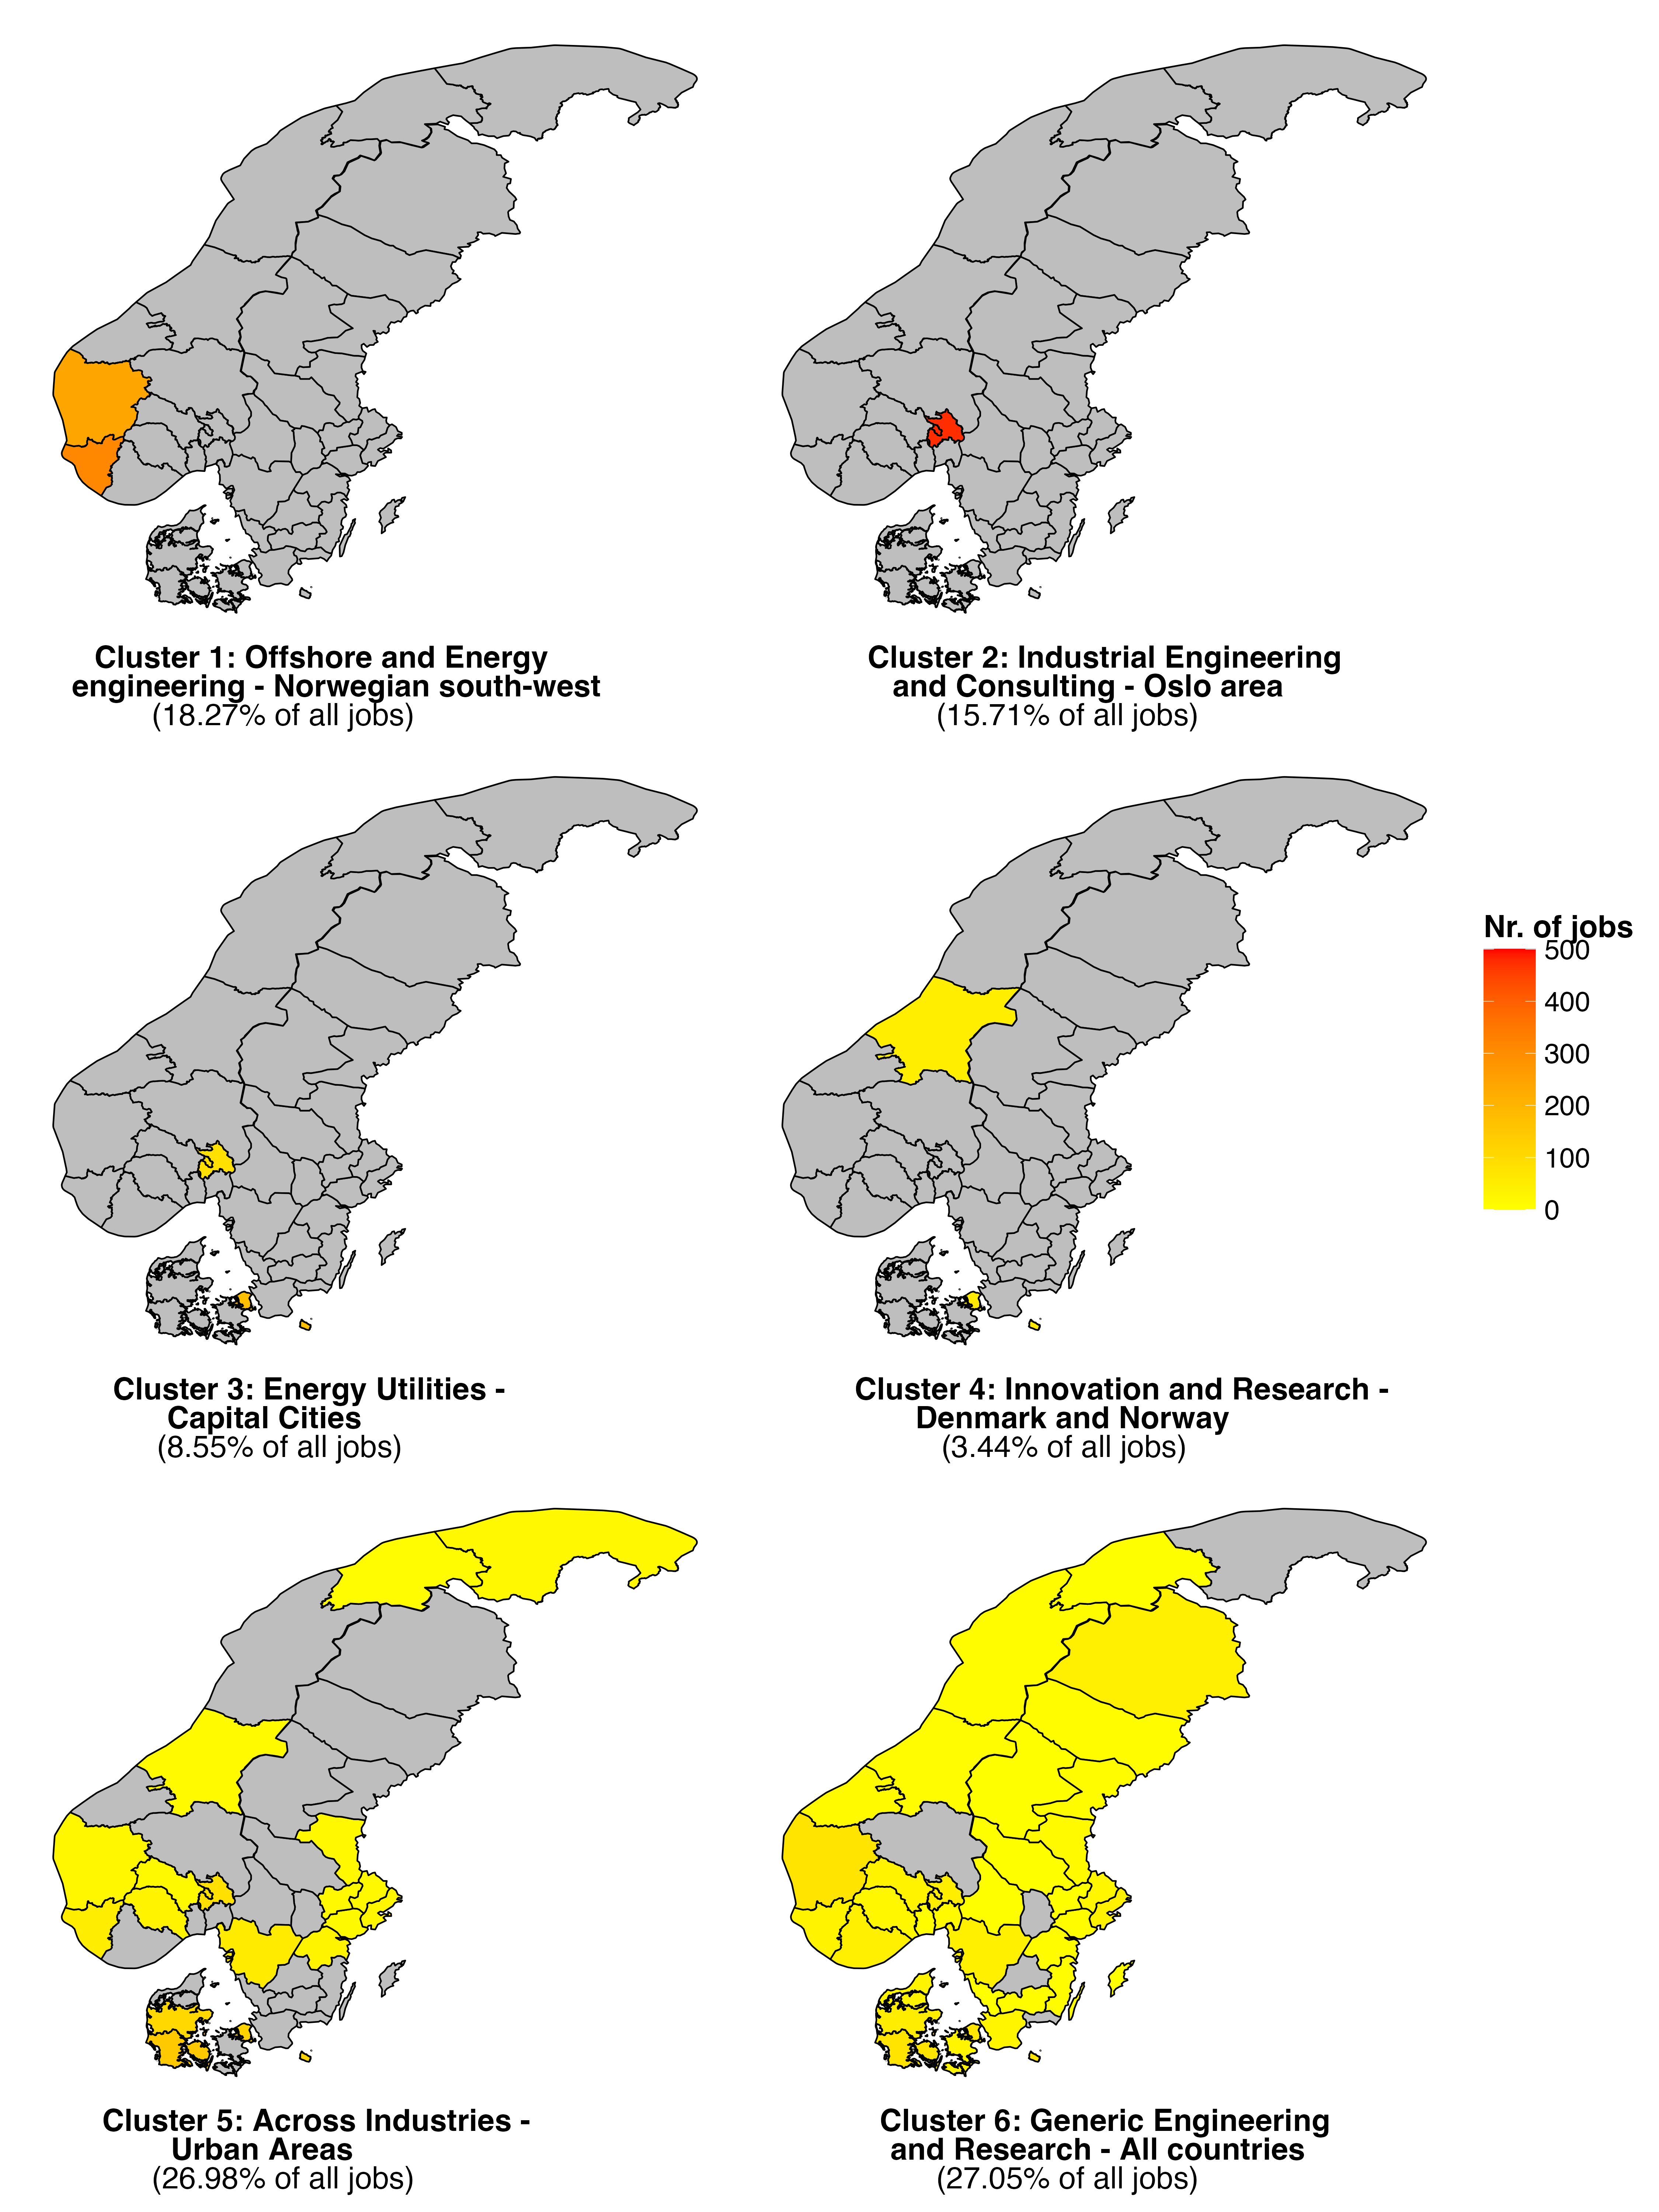 Cluster 1: Offshore and Energy
engineering - Norwegian south-west
(18.27% of all jobs)
Cluster 2: Industrial Engineering
and Consulting - Oslo area
(15.71% of all jobs)
Nr. of jobs
500
400
300
200
100
0
Cluster 3: Energy Utilities -
Capital Cities
(8.55% of all jobs)
Cluster 4: Innovation and Research -
Denmark and Norway
(3.44% of all jobs)
Cluster 5: Across Industries -
Urban Areas
(26.98% of all jobs)
Cluster 6: Generic Engineering
and Research - All countries
(27.05% of all jobs)